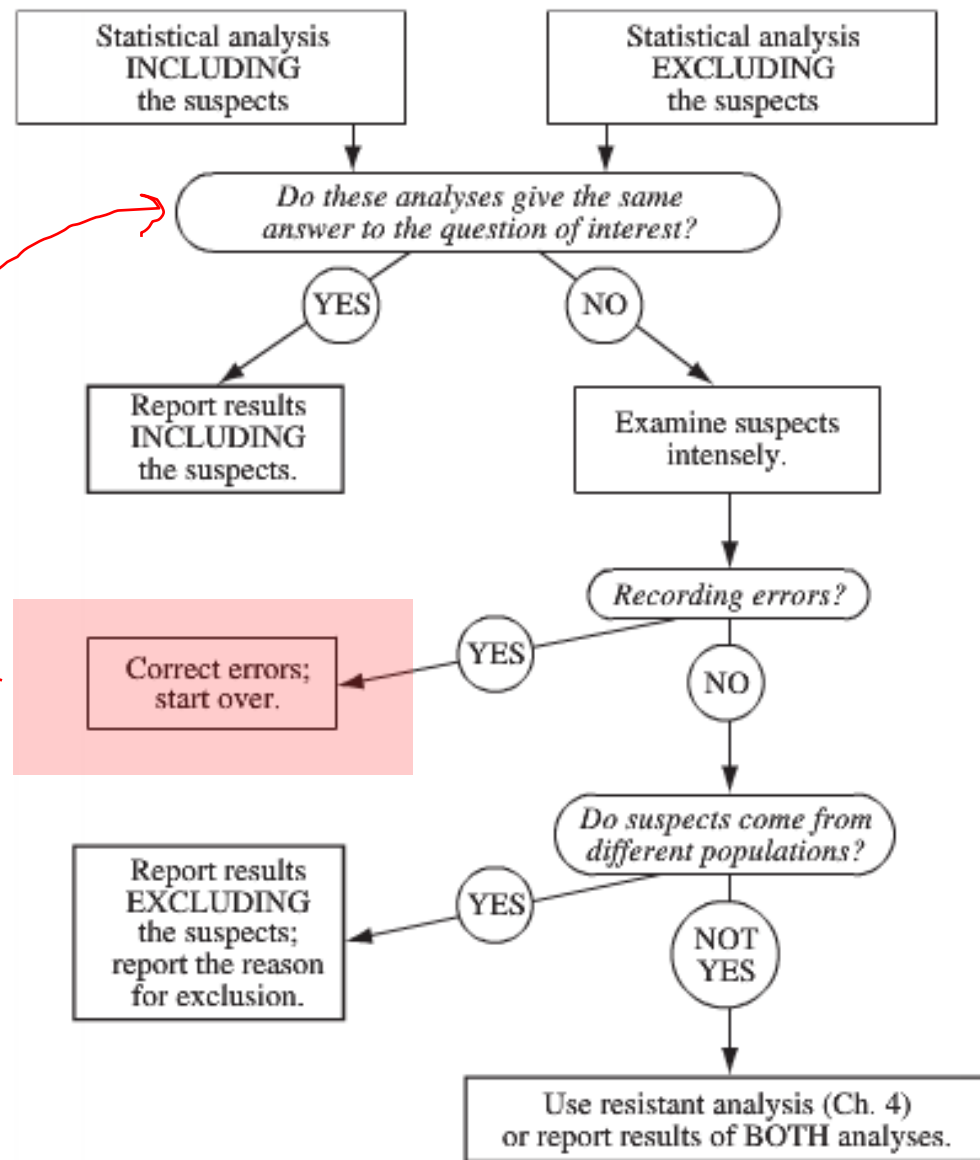 Statistical analysis
INCLUDING
the suspects
Statistical analysis
EXCLUDING
the suspects
Do these analyses give the same
answer to the question of interest?
YES
NO
Report results
INCLUDING
the suspects.
Examine suspects
intensely.
Recording errors?
YES
Correct errors;
start over.
NO
Do suspects come from
different populations?
YES
Report results
EXCLUDING
the suspects;
report the reason
for exclusion.
NOT
YES
Use resistant analysis (Ch. 4)
or report results of BOTH analyses.